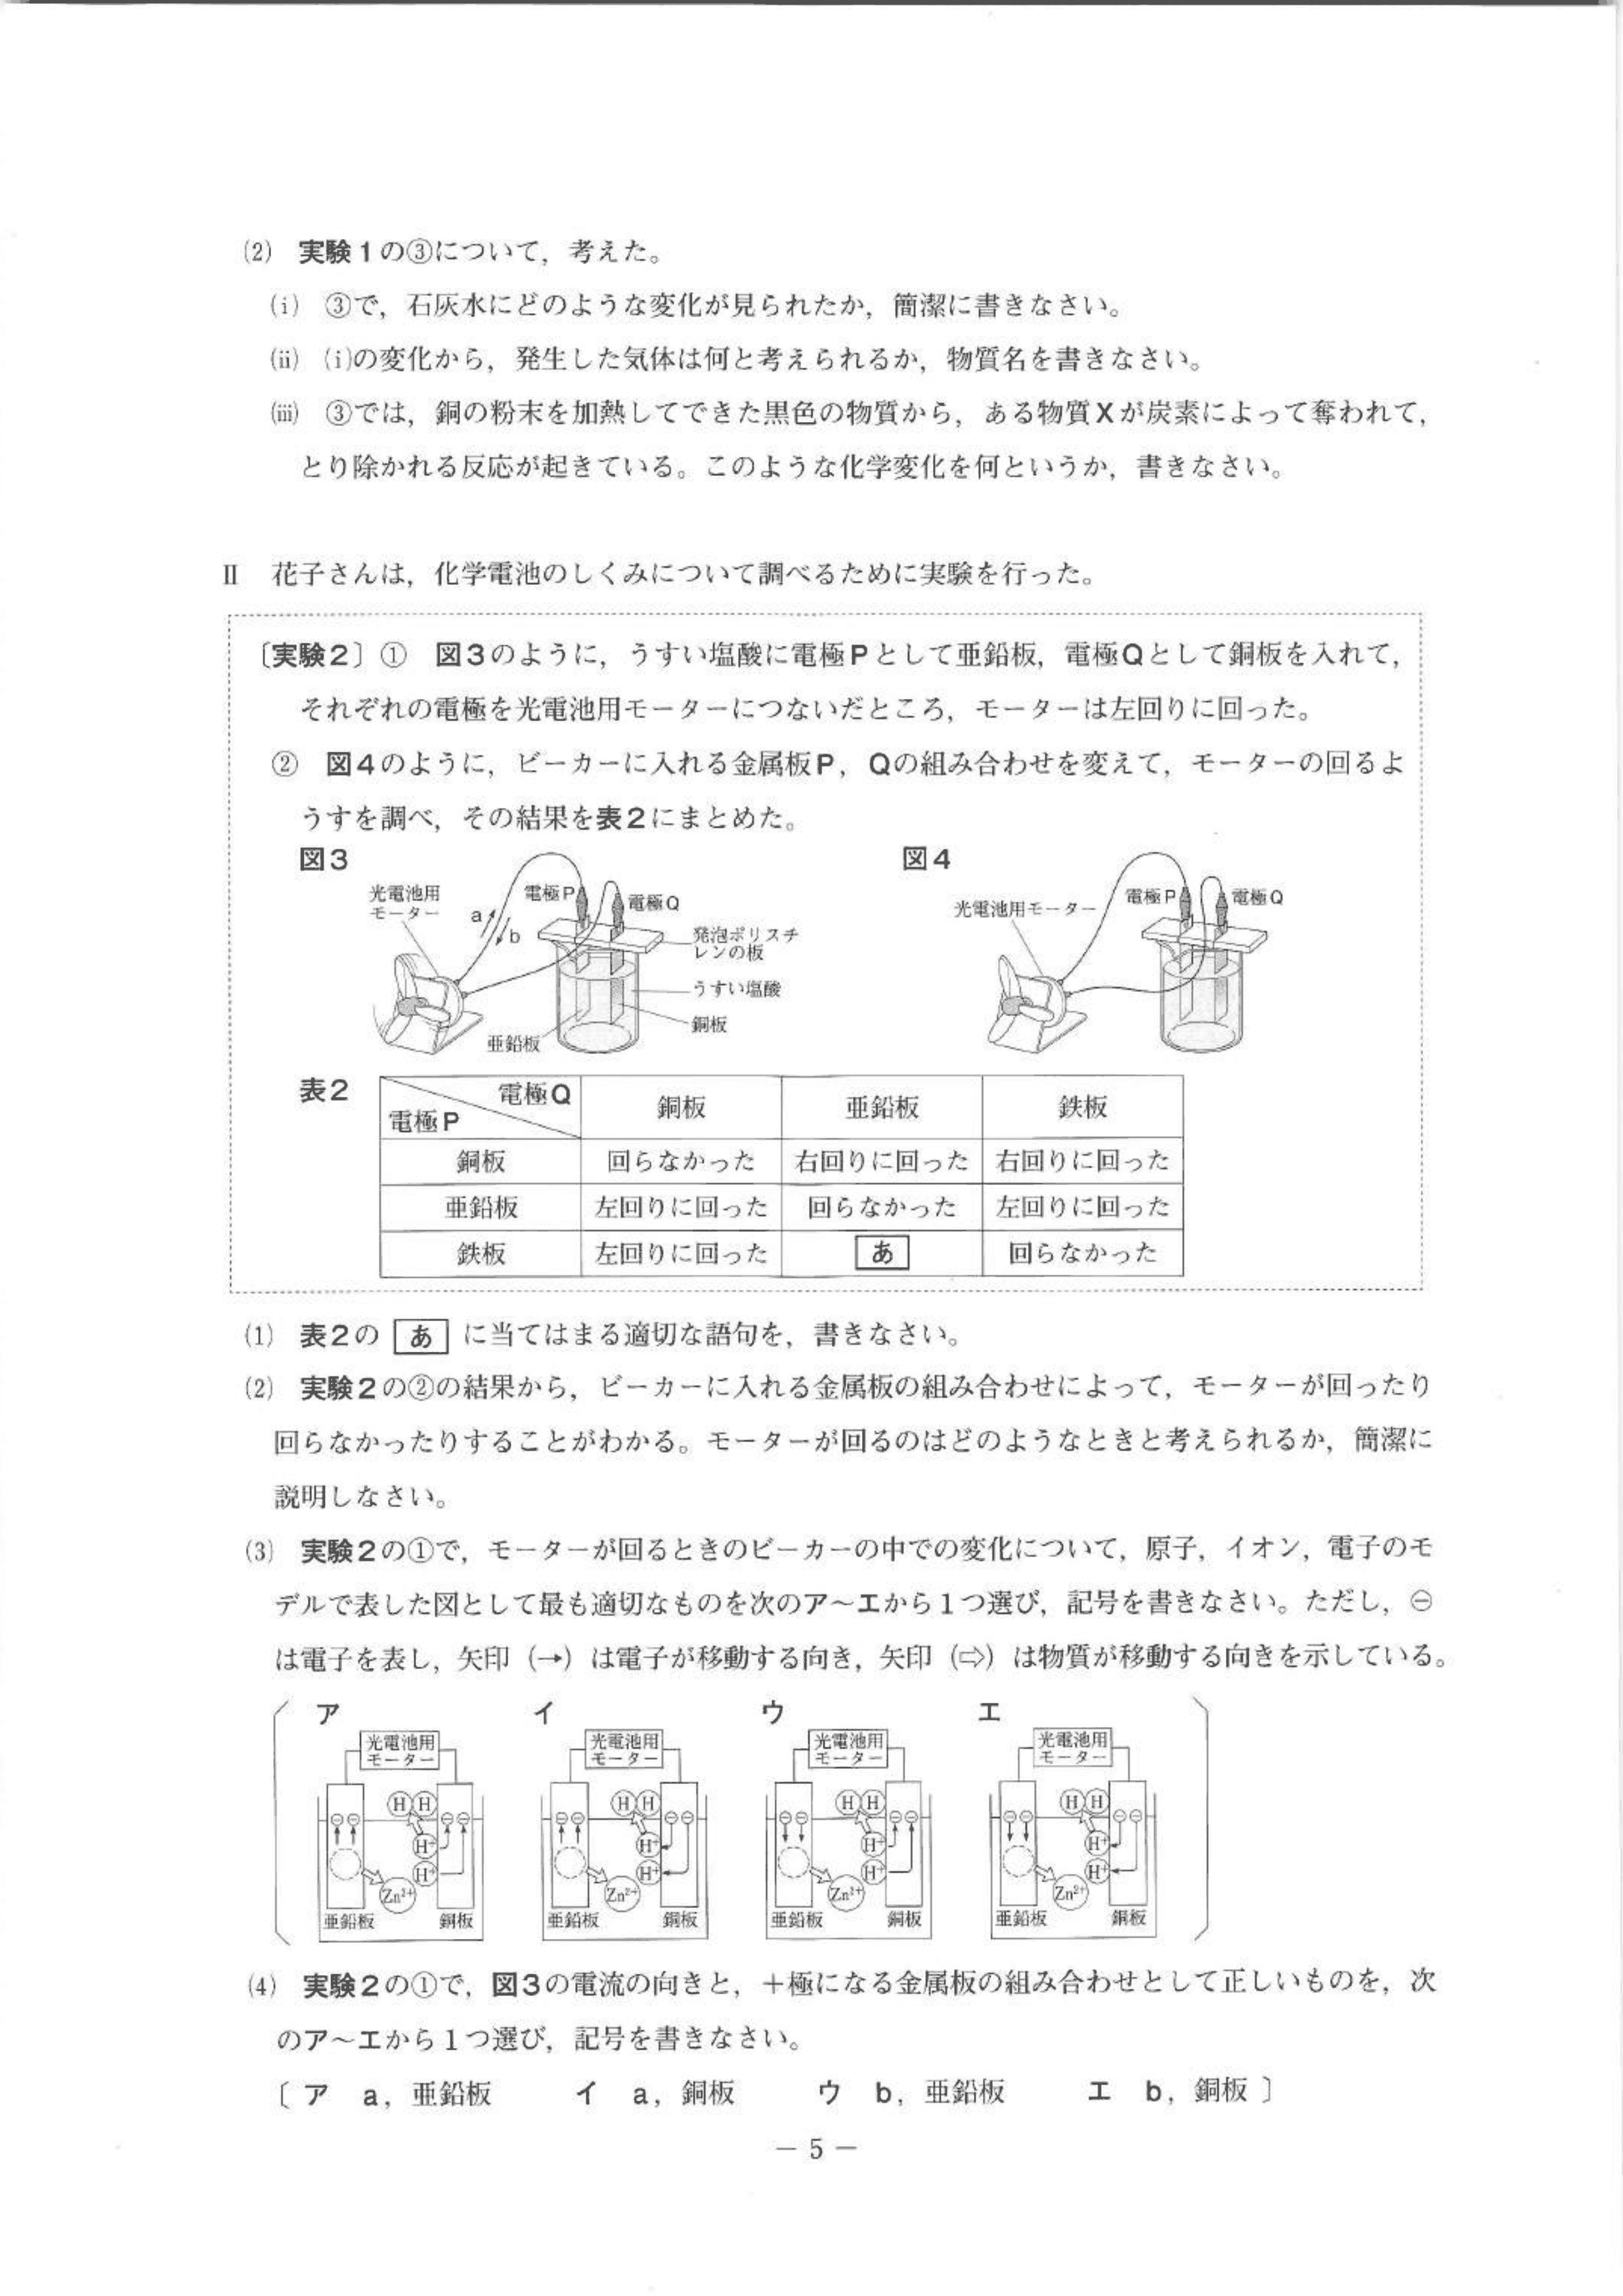 (2) 実験1の③について，考えた。
(i) ③で，石灰水にどのような変化が見られたか，簡潔に書きなさい。
(ii) (i)の変化から，発生した気体は何と考えられるか，物質名を書きなさい。
(iii) ③では，銅の粉末を加熱してできた黒色の物質から，ある物質Xが炭素によって奪われて，
とり除かれる反応が起きている。このような化学変化を何というか，書きなさい。
Ⅱ 花子さんは，化学電池のしくみについて調べるために実験を行った。
〔実験2〕① 図3のように，うすい塩酸に電極Pとして亜鉛板，電極Qとして銅板を入れて，
それぞれの電極を光電池用モーターにつないだところ，モーターは左回りに回った。
② 図4のように，ビーカーに入れる金属板P，Qの組み合わせを変えて，モーターの回るよ
うすを調べ，その結果を表2にまとめた。
図3
光電池用
モーター
a
b
電極P
電極Q
発泡ポリスチ
レンの板
うすい塩酸
銅板
亜鉛板
図4
光電池用モーター
電極P
電極Q
表2
電極Q
電極P
銅板 亜鉛板 鉄板
銅板 回らなかった 右回りに回った 右回りに回った
亜鉛板 左回りに回った 回らなかった 左回りに回った
鉄板 左回りに回った あ 回らなかった
(1) 表2の あ に当てはまる適切な語句を，書きなさい。
(2) 実験2の②の結果から，ビーカーに入れる金属板の組み合わせによって，モーターが回ったり
回らなかったりすることがわかる。モーターが回るのはどのようなときと考えられるか，簡潔に
説明しなさい。
(3) 実験2の①で，モーターが回るときのビーカーの中での変化について，原子，イオン，電子のモ
デルで表した図として最も適切なものを次のア～エから1つ選び，記号を書きなさい。ただし，⊖
は電子を表し，矢印（→）は電子が移動する向き，矢印（⇨）は物質が移動する向きを示している。
ア
光電池用
モーター
⊖⊖
H H
⊖⊖
H⁺
H⁺
Zn²⁺
亜鉛板 銅板
イ
光電池用
モーター
⊖⊖
H H
⊖⊖
H⁺
H⁺
Zn²⁺
亜鉛板 銅板
ウ
光電池用
モーター
⊖⊖
H H
⊖⊖
H⁺
H⁺
Zn²⁺
亜鉛板 銅板
エ
光電池用
モーター
⊖⊖
H H
⊖⊖
H⁺
H⁺
Zn²⁺
亜鉛板 銅板
(4) 実験2の①で，図3の電流の向きと，＋極になる金属板の組み合わせとして正しいものを，次
のア～エから1つ選び，記号を書きなさい。
〔 ア a，亜鉛板 イ a，銅板 ウ b，亜鉛板 エ b，銅板 〕
－ 5 －